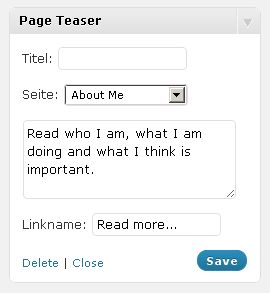 Page Teaser
Titel:
Seite: About Me
Read who I am, what I am
doing and what I think is
important.
Linkname: Read more...
Delete | Close Save